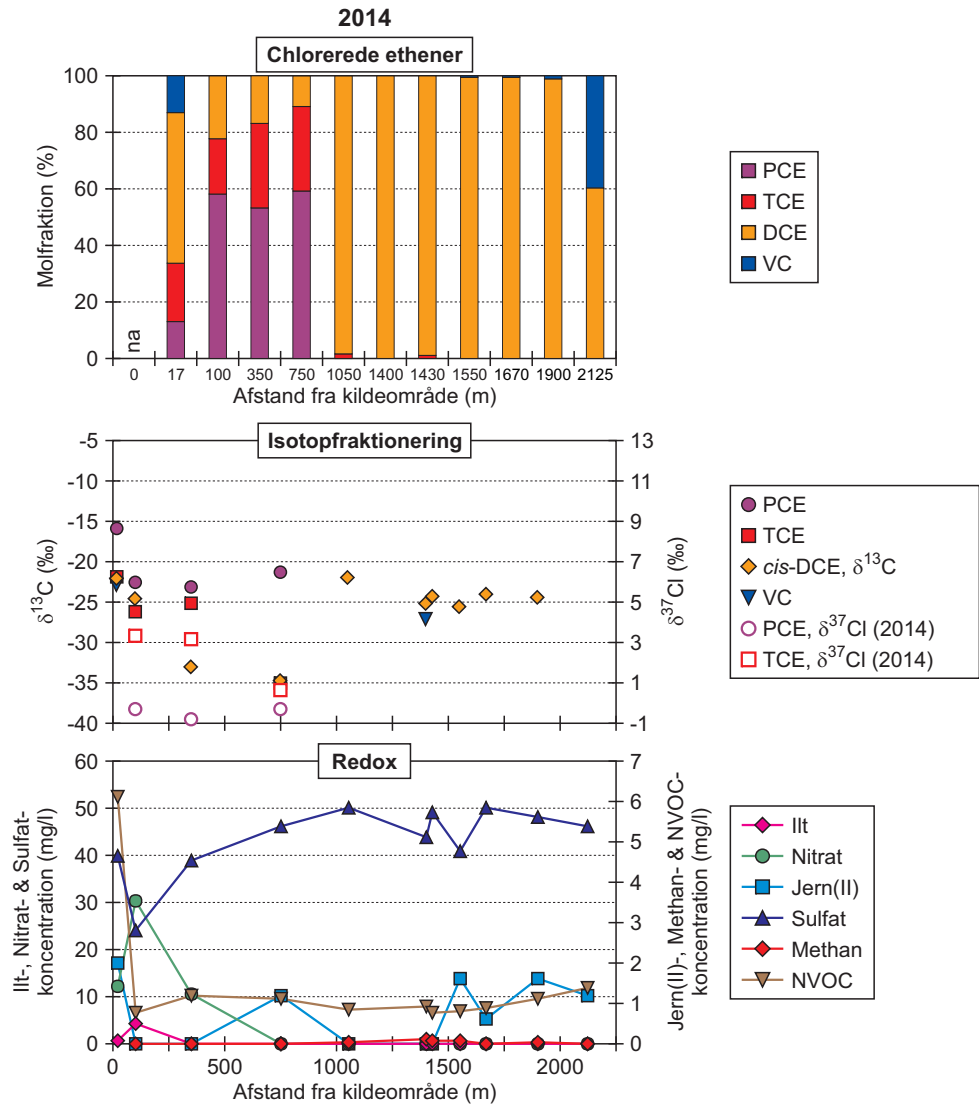 2014
Chlorerede ethener
Molfraktion (%)
100
80
60
40
20
0
na
0 17 100 350 750 1050 1400 1430 1550 1670 1900 2125
Afstand fra kildeområde (m)
PCE
TCE
DCE
VC
Isotopfraktionering
δ¹³C (‰)
-5
-10
-15
-20
-25
-30
-35
-40
13
11
9
7
5
3
1
-1
δ³⁷Cl (‰)
PCE
TCE
cis-DCE, δ¹³C
VC
PCE, δ³⁷Cl (2014)
TCE, δ³⁷Cl (2014)
Redox
Ilt-, Nitrat- & Sulfat-
koncentration (mg/l)
60
50
40
30
20
10
0
7
6
5
4
3
2
1
0
Jern(II)-, Methan- & NVOC-
koncentration (mg/l)
0 500 1000 1500 2000
Afstand fra kildeområde (m)
Ilt
Nitrat
Jern(II)
Sulfat
Methan
NVOC